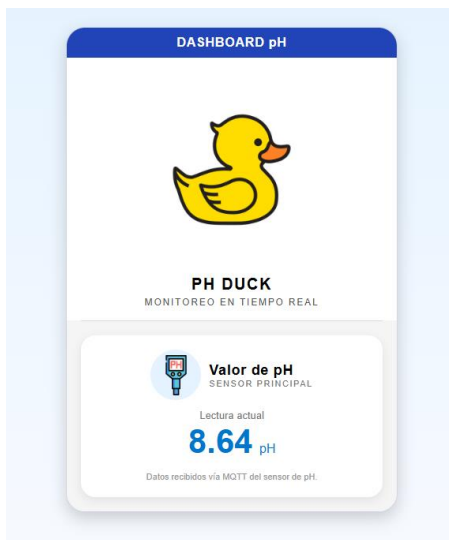 DASHBOARD pH
PH DUCK
MONITOREO EN TIEMPO REAL
PH
Valor de pH
SENSOR PRINCIPAL
Lectura actual
8.64 pH
Datos recibidos vía MQTT del sensor de pH.